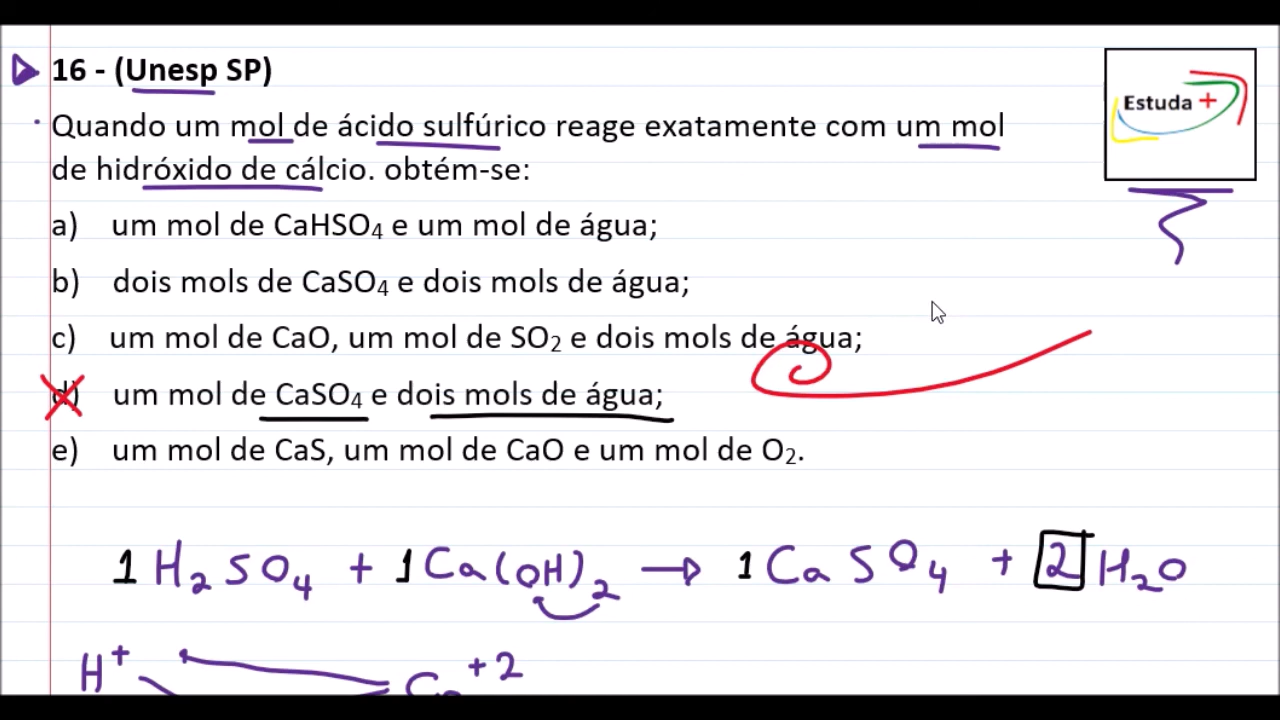 16 - (Unesp SP)
Estuda +
Quando um mol de ácido sulfúrico reage exatamente com um mol
de hidróxido de cálcio. obtém-se:
a) um mol de CaHSO₄ e um mol de água;
b) dois mols de CaSO₄ e dois mols de água;
c) um mol de CaO, um mol de SO₂ e dois mols de água;
d) um mol de CaSO₄ e dois mols de água;
e) um mol de CaS, um mol de CaO e um mol de O₂.
1 H₂SO₄ + 1 Ca(OH)₂ → 1 CaSO₄ + 2 H₂O
H⁺ Ca⁺²